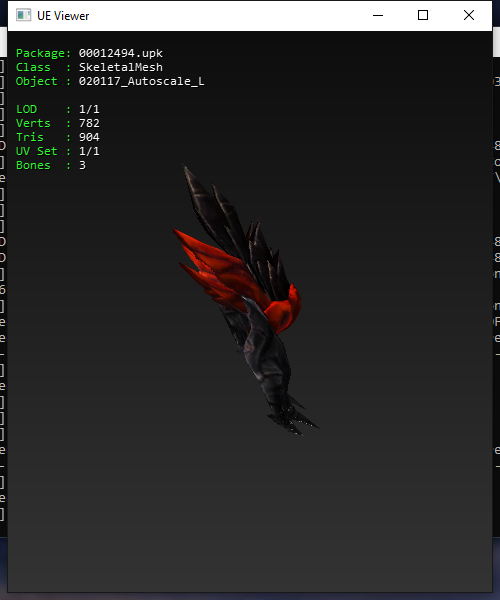 UE Viewer
Package: 00012494.upk
Class : SkeletalMesh
Object : 020117_Autoscale_L
LOD : 1/1
Verts : 782
Tris : 904
UV Set : 1/1
Bones : 3